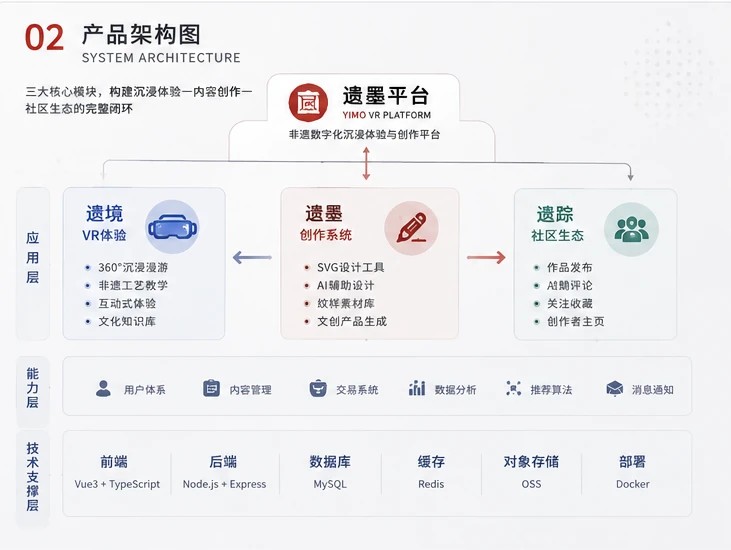 02 产品架构图
SYSTEM ARCHITECTURE
三大核心模块，构建沉浸体验一内容创作一
社区生态的完整闭环
遗墨平台
YIMO VR PLATFORM
非遗数字化沉浸体验与创作平台
应用层
遗境
VR体验
360°沉浸漫游
非遗工艺教学
互动式体验
文化知识库
遗墨
创作系统
SVG设计工具
AI辅助设计
纹样素材库
文创产品生成
遗踪
社区生态
作品发布
评论
关注收藏
创作者主页
能力层
用户体系
内容管理
交易系统
数据分析
推荐算法
消息通知
技术支撑层
前端
Vue3 + TypeScript
后端
Node.js + Express
数据库
MySQL
缓存
Redis
对象存储
OSS
部署
Docker